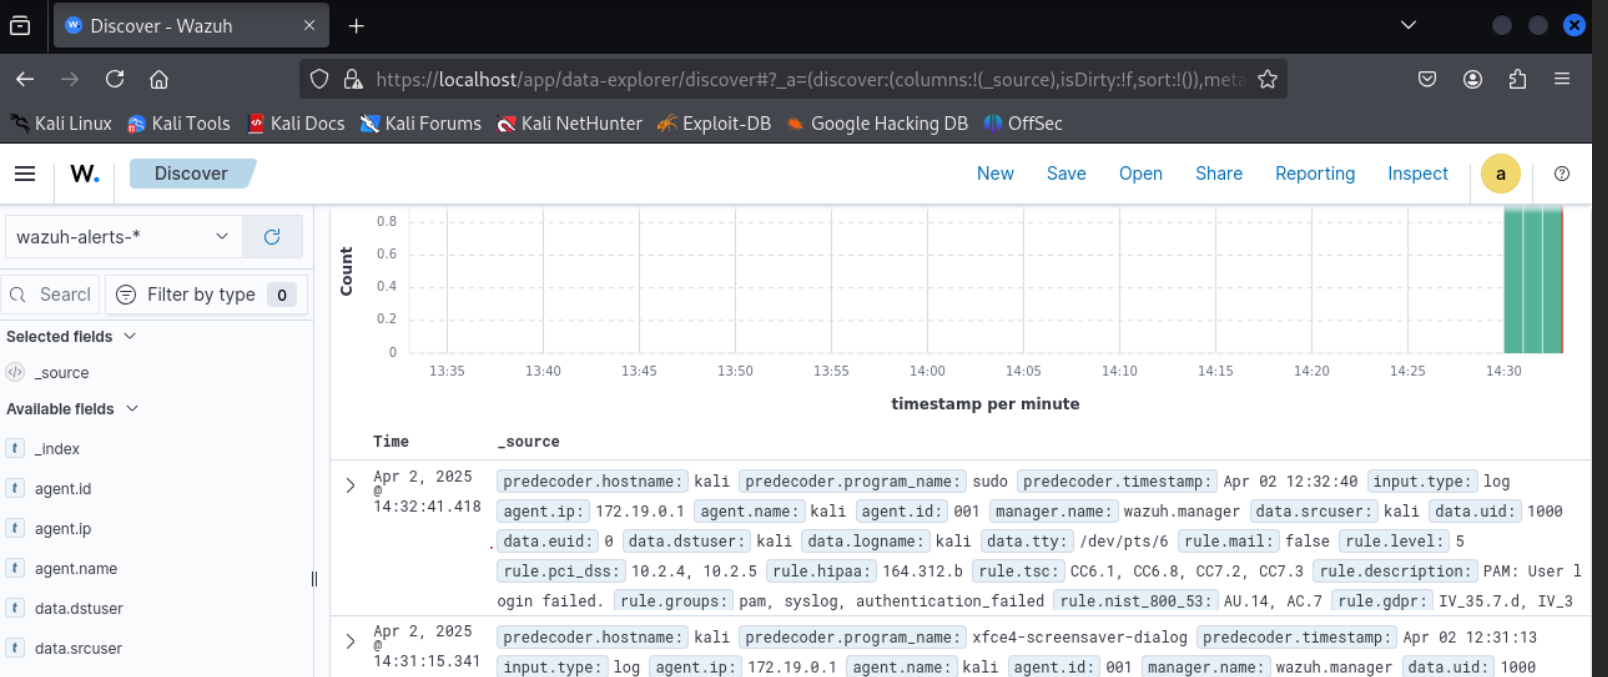 Discover - Wazuh
https://localhost/app/data-explorer/discover#?_a=(discover:(columns:!(_source),isDirty:!f,sort:!()),meta
Kali Linux Kali Tools Kali Docs Kali Forums Kali NetHunter Exploit-DB Google Hacking DB OffSec
W. Discover New Save Open Share Reporting Inspect a
wazuh-alerts-*
Search Filter by type 0
Selected fields
_source
Available fields
_index
agent.id
agent.ip
agent.name
data.dstuser
data.srcuser
Count
0.8
0.6
0.4
0.2
0
13:35 13:40 13:45 13:50 13:55 14:00 14:05 14:10 14:15 14:20 14:25 14:30
timestamp per minute
Time _source
Apr 2, 2025
@
14:32:41.418
predecoder.hostname: kali predecoder.program_name: sudo predecoder.timestamp: Apr 02 12:32:40 input.type: log
agent.ip: 172.19.0.1 agent.name: kali agent.id: 001 manager.name: wazuh.manager data.srcuser: kali data.uid: 1000
data.euid: 0 data.dstuser: kali data.logname: kali data.tty: /dev/pts/6 rule.mail: false rule.level: 5
rule.pci_dss: 10.2.4, 10.2.5 rule.hipaa: 164.312.b rule.tsc: CC6.1, CC6.8, CC7.2, CC7.3 rule.description: PAM: User l
ogin failed. rule.groups: pam, syslog, authentication_failed rule.nist_800_53: AU.14, AC.7 rule.gdpr: IV_35.7.d, IV_3
Apr 2, 2025
@
14:31:15.341
predecoder.hostname: kali predecoder.program_name: xfce4-screensaver-dialog predecoder.timestamp: Apr 02 12:31:13
input.type: log agent.ip: 172.19.0.1 agent.name: kali agent.id: 001 manager.name: wazuh.manager data.uid: 1000